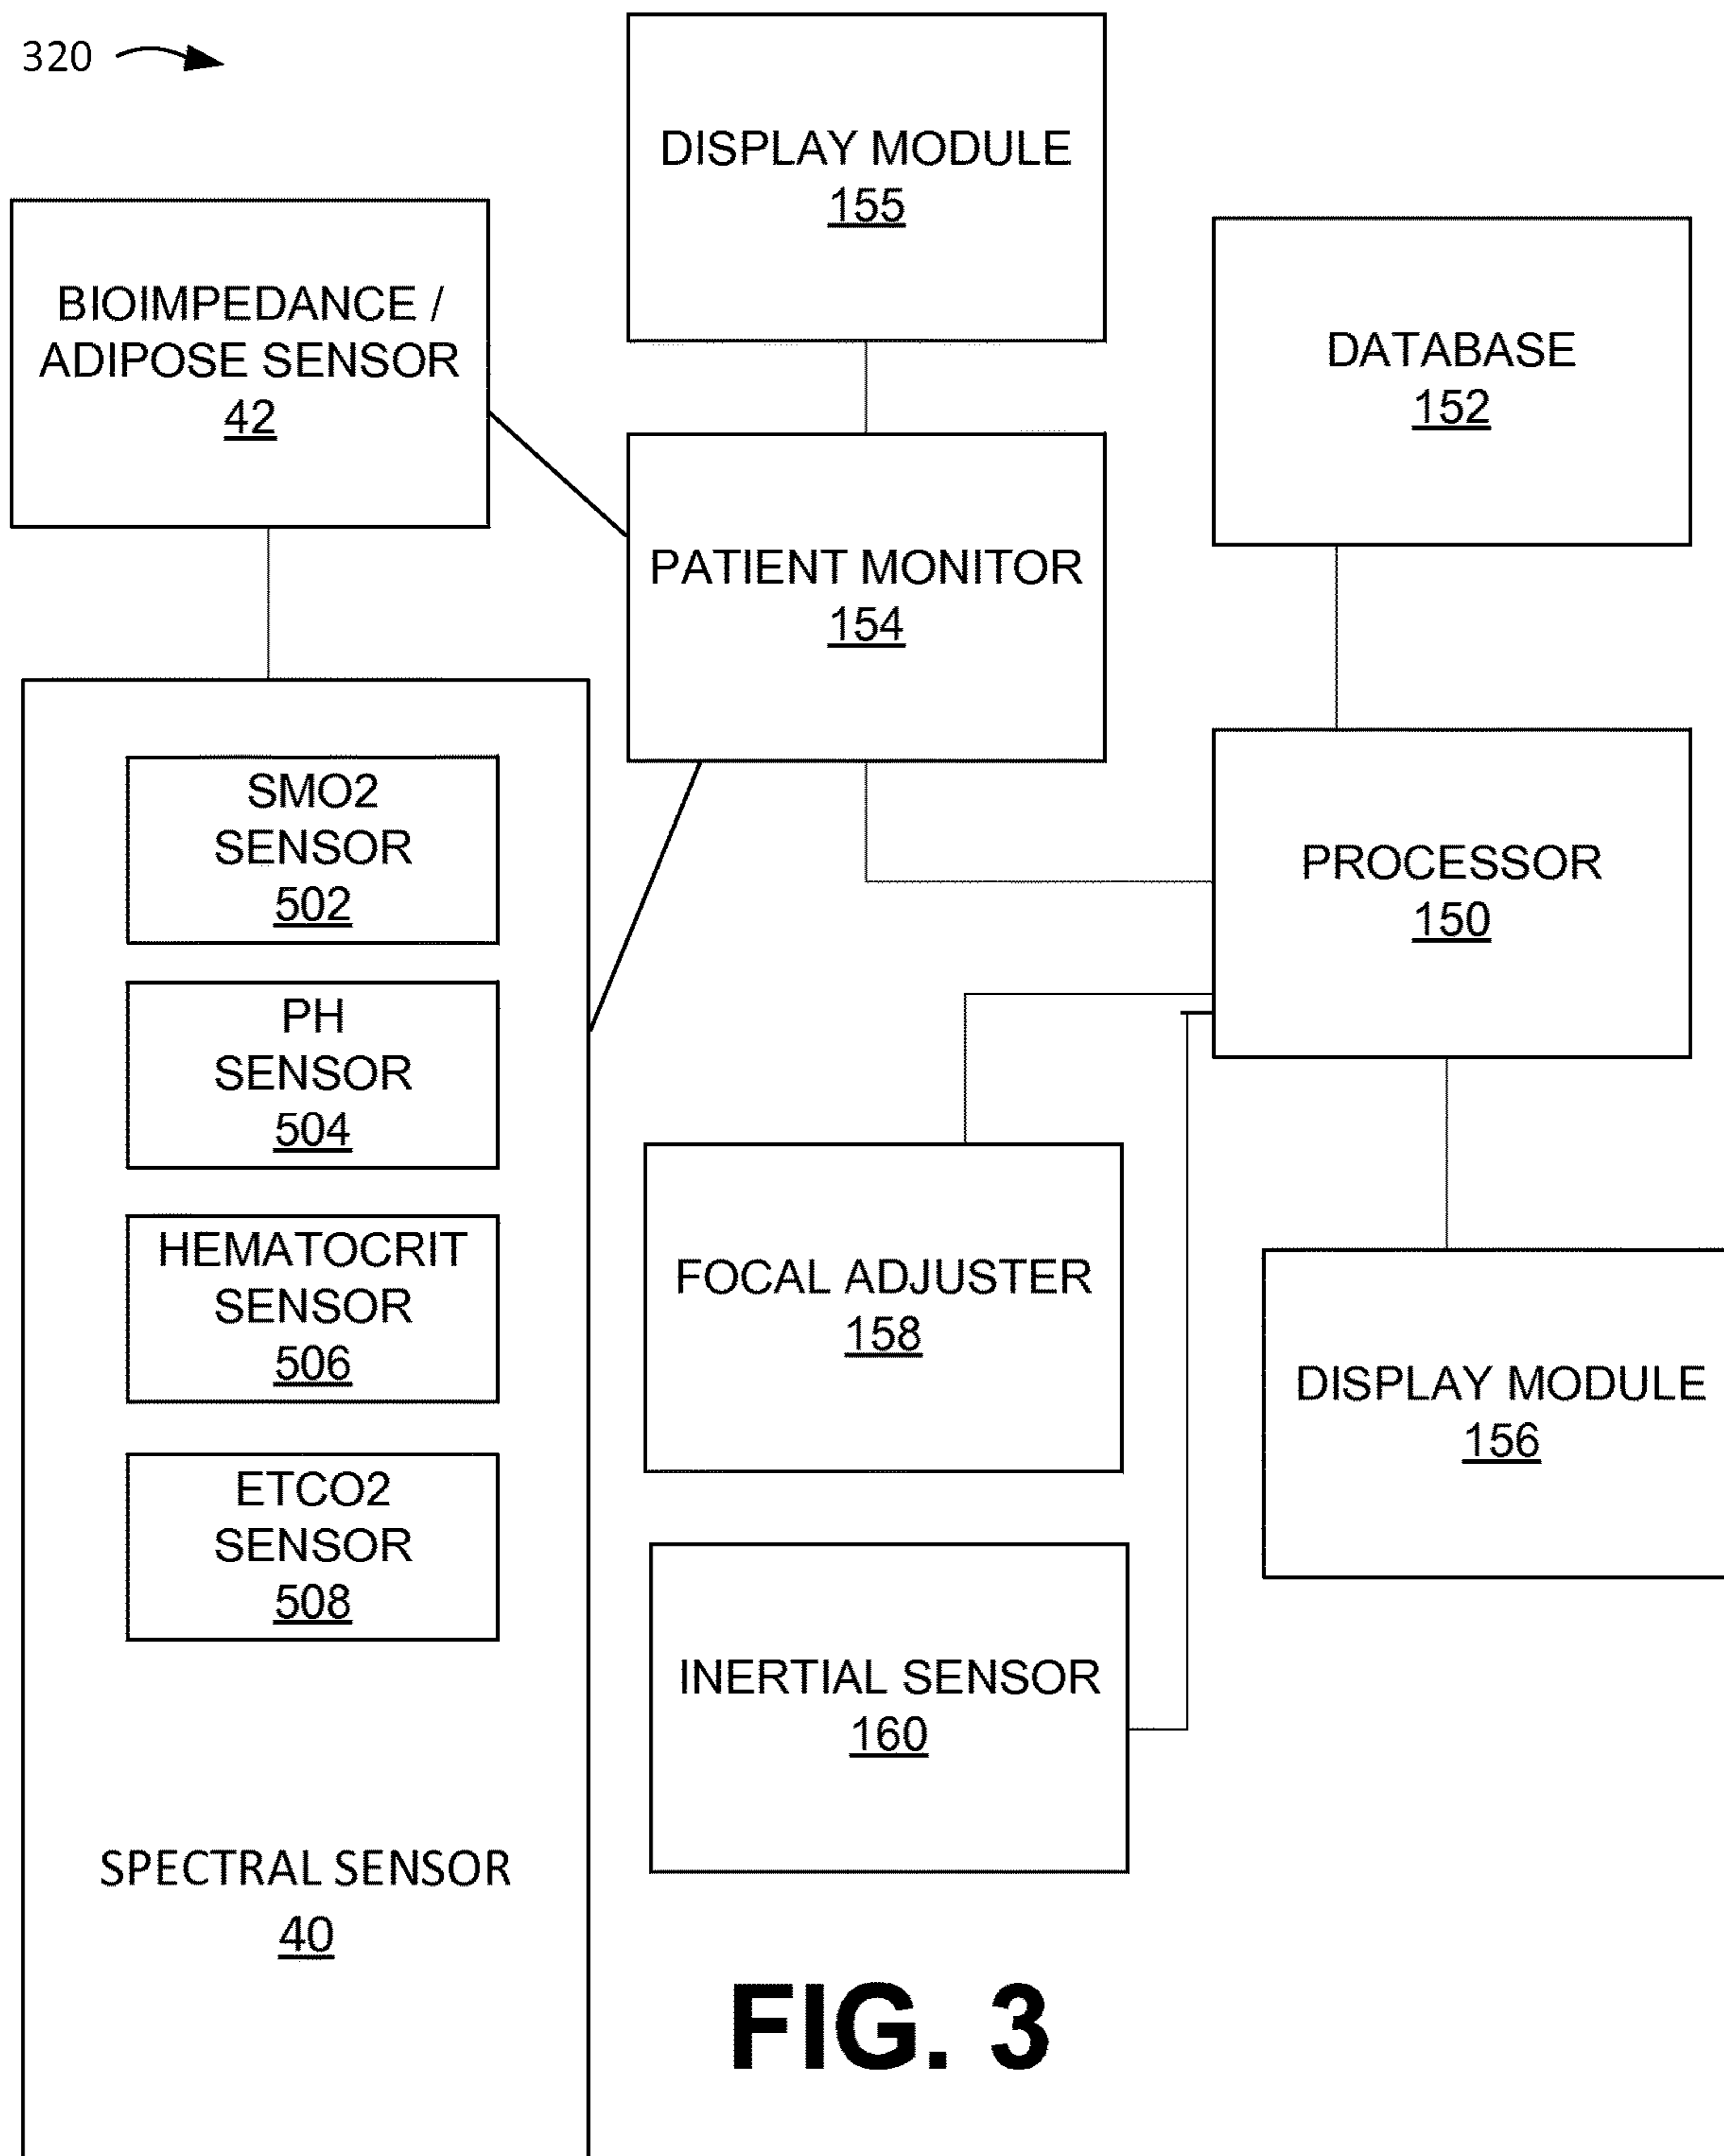 320
DISPLAY MODULE
155
BIOIMPEDANCE /
ADIPOSE SENSOR
42
DATABASE
152
PATIENT MONITOR
154
SMO2
SENSOR
502
PH
SENSOR
504
HEMATOCRIT
SENSOR
506
ETCO2
SENSOR
508
SPECTRAL SENSOR
40
PROCESSOR
150
FOCAL ADJUSTER
158
DISPLAY MODULE
156
INERTIAL SENSOR
160
FIG. 3